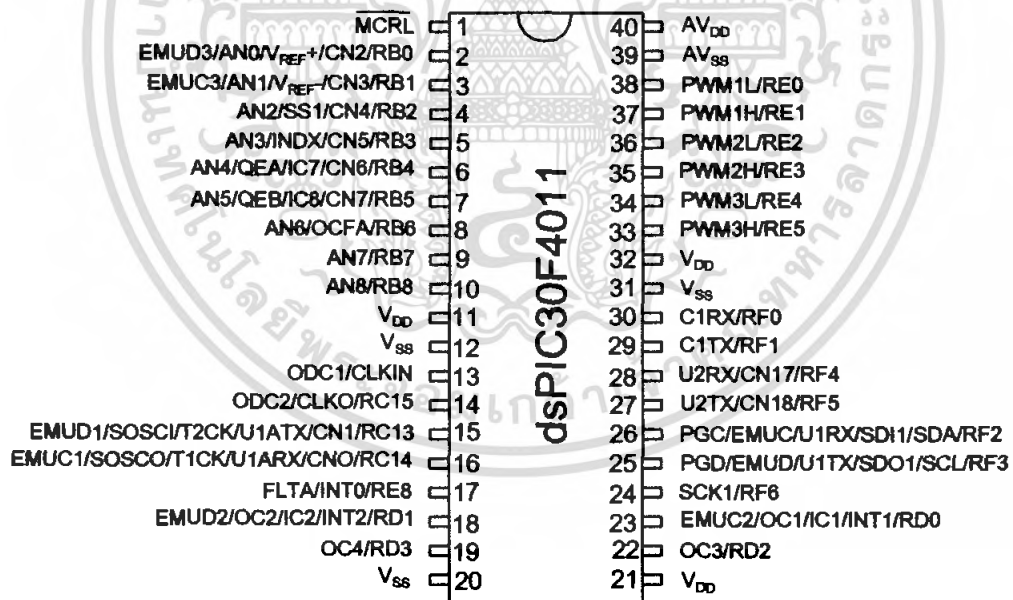 MCRL 1
EMUD3/AN0/VREF+/CN2/RB0 2
EMUC3/AN1/VREF-/CN3/RB1 3
AN2/SS1/CN4/RB2 4
AN3/INDX/CN5/RB3 5
AN4/QEA/IC7/CN6/RB4 6
AN5/QEB/IC8/CN7/RB5 7
AN6/OCFA/RB6 8
AN7/RB7 9
AN8/RB8 10
VDD 11
VSS 12
ODC1/CLKIN 13
ODC2/CLKO/RC15 14
EMUD1/SOSCI/T2CK/U1ATX/CN1/RC13 15
EMUC1/SOSCO/T1CK/U1ARX/CNO/RC14 16
FLTA/INT0/RE8 17
EMUD2/OC2/IC2/INT2/RD1 18
OC4/RD3 19
VSS 20
dsPIC30F4011
40 AVDD
39 AVSS
38 PWM1L/RE0
37 PWM1H/RE1
36 PWM2L/RE2
35 PWM2H/RE3
34 PWM3L/RE4
33 PWM3H/RE5
32 VDD
31 VSS
30 C1RX/RF0
29 C1TX/RF1
28 U2RX/CN17/RF4
27 U2TX/CN18/RF5
26 PGC/EMUC/U1RX/SDI1/SDA/RF2
25 PGD/EMUD/U1TX/SDO1/SCL/RF3
24 SCK1/RF6
23 EMUC2/OC1/IC1/INT1/RD0
22 OC3/RD2
21 VDD